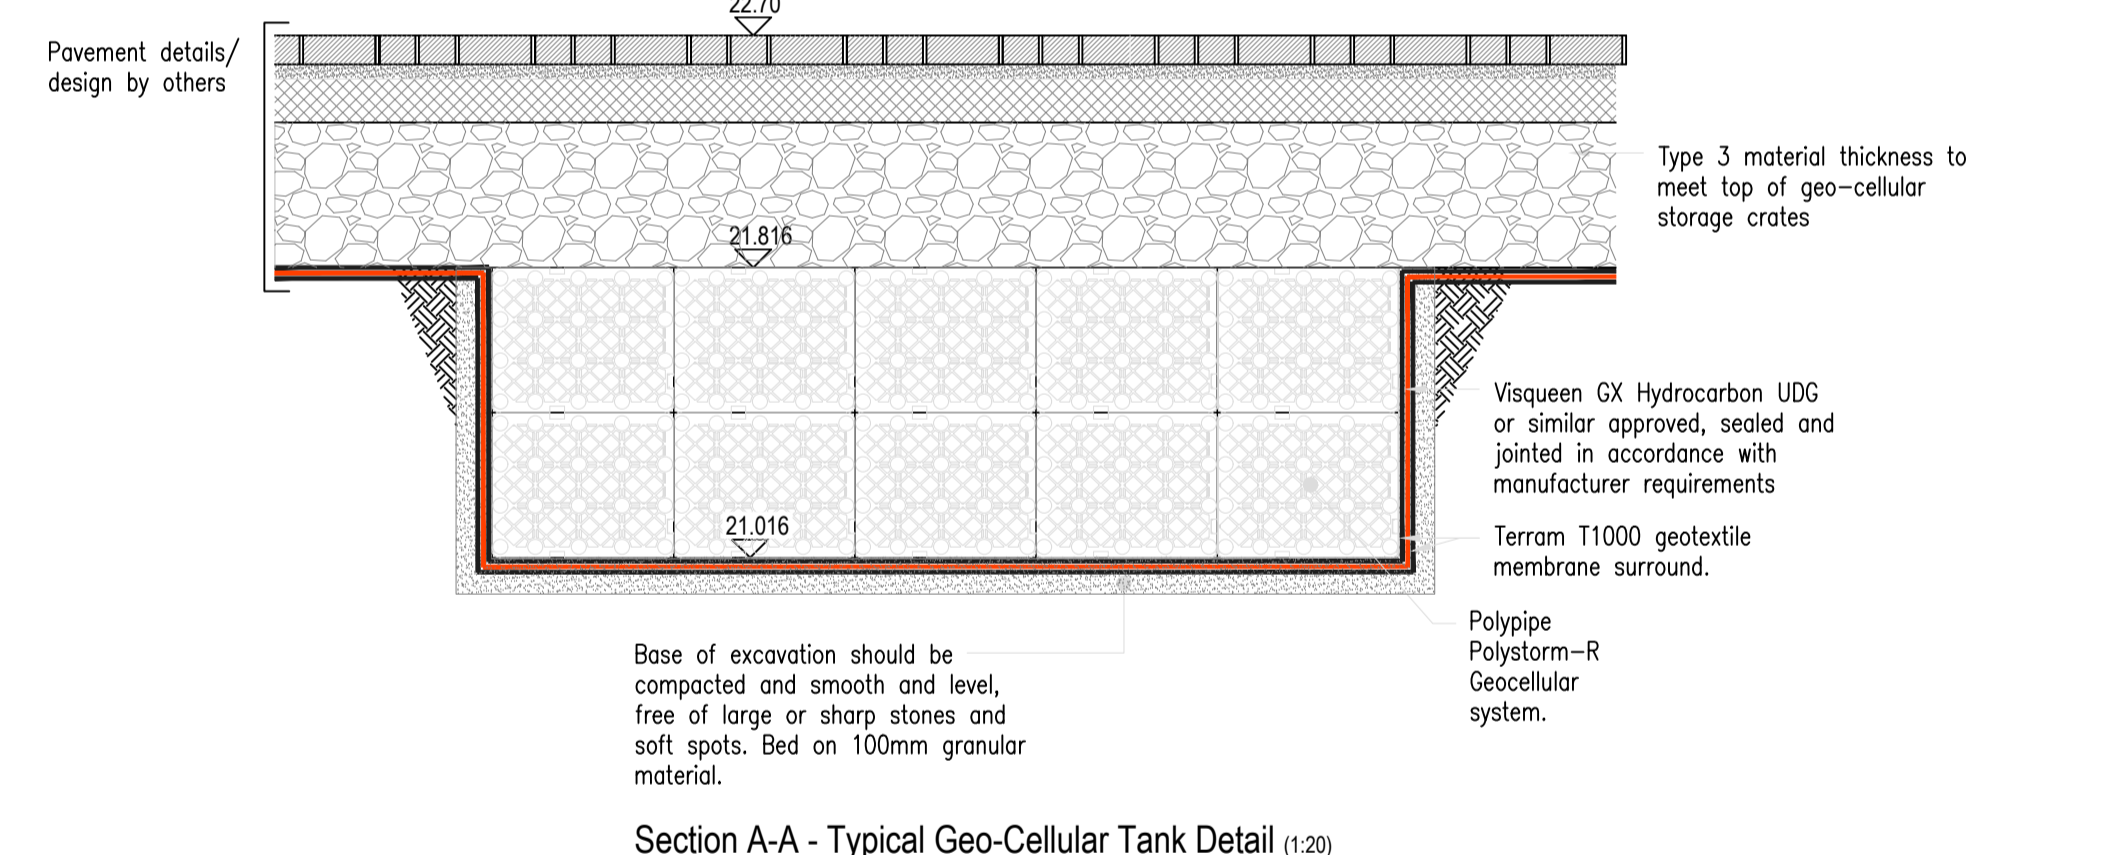 22.70
Pavement details/
design by others
Type 3 material thickness to
meet top of geo-cellular
storage crates
21.816
Visqueen GX Hydrocarbon UDG
or similar approved, sealed and
jointed in accordance with
manufacturer requirements
21.016
Terram T1000 geotextile
membrane surround.
Polypipe
Polystorm-R
Geocellular
system.
Base of excavation should be
compacted and smooth and level,
free of large or sharp stones and
soft spots. Bed on 100mm granular
material.
Section A-A - Typical Geo-Cellular Tank Detail (1:20)